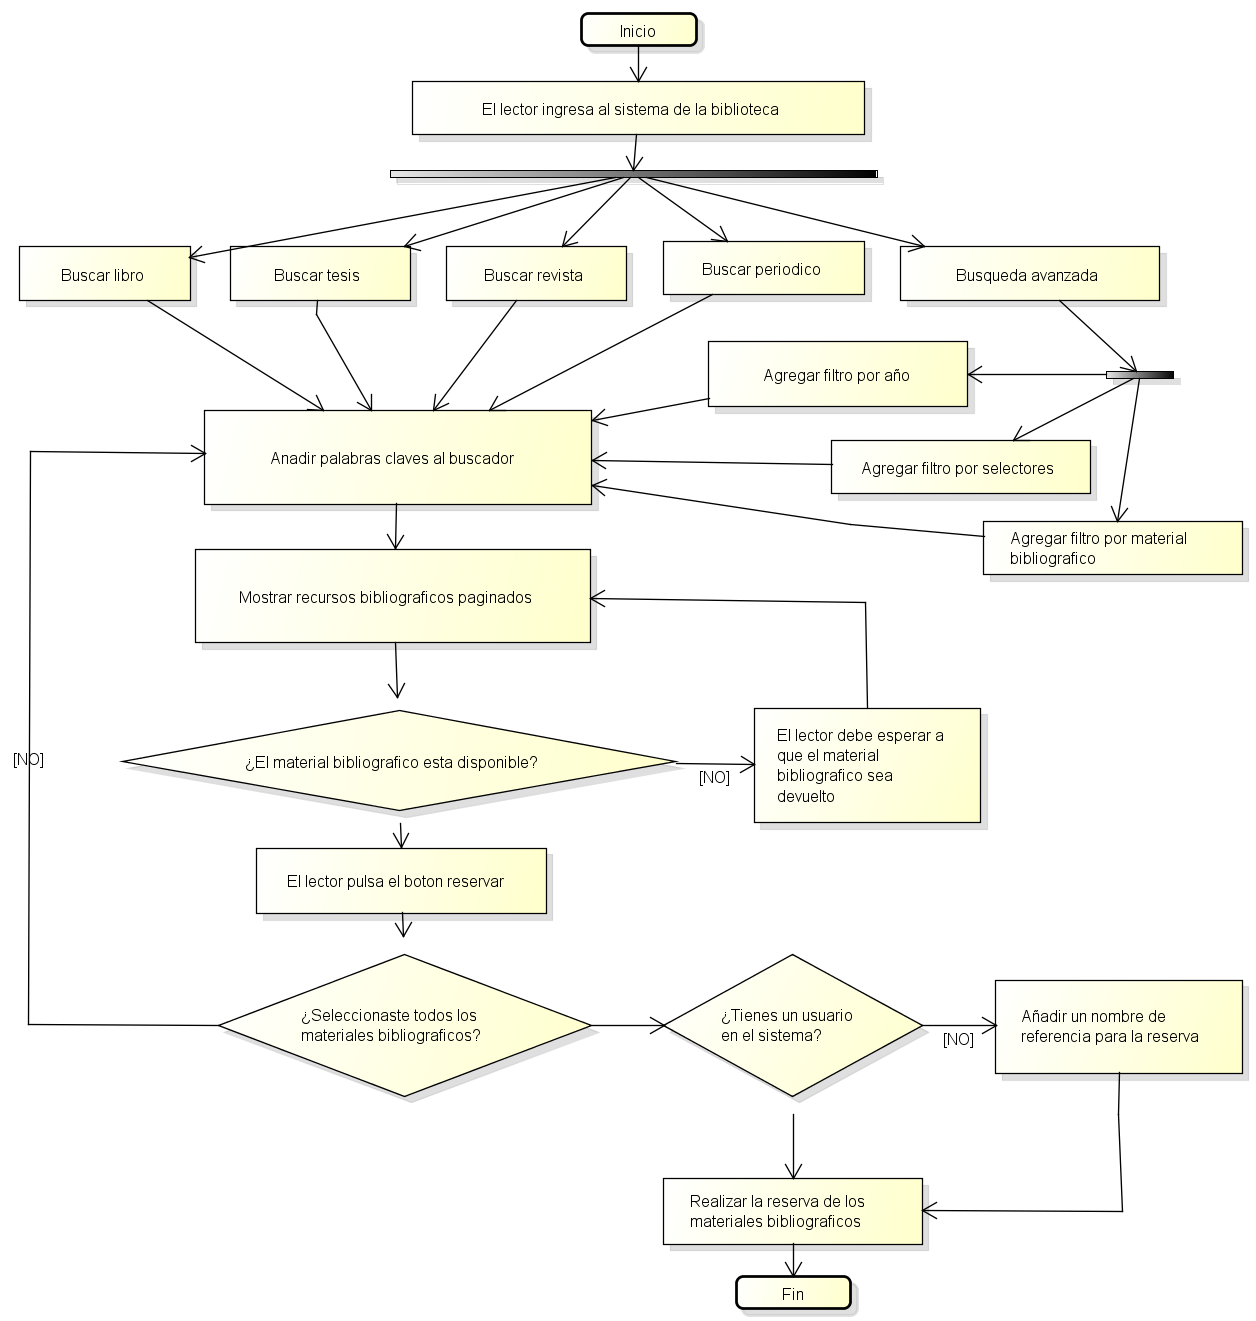 Inicio
El lector ingresa al sistema de la biblioteca
Buscar libro
Buscar tesis
Buscar revista
Buscar periodico
Busqueda avanzada
Agregar filtro por año
Anadir palabras claves al buscador
Agregar filtro por selectores
Agregar filtro por material
bibliografico
Mostrar recursos bibliograficos paginados
El lector debe esperar a
que el material
bibliografico sea
devuelto
[NO]
¿El material bibliografico esta disponible?
[NO]
El lector pulsa el boton reservar
¿Seleccionaste todos los
materiales bibliograficos?
¿Tienes un usuario
en el sistema?
[NO]
Añadir un nombre de
referencia para la reserva
Realizar la reserva de los
materiales bibliograficos
Fin